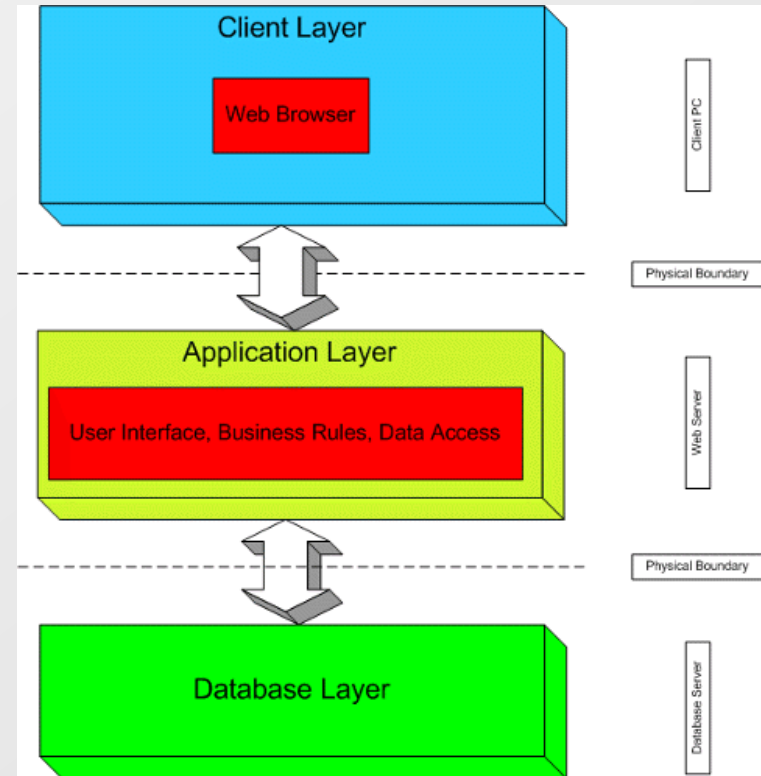 Client Layer
Web Browser
Client PC
Physical Boundary
Application Layer
User Interface, Business Rules, Data Access
Web Server
Physical Boundary
Database Layer
Database Server